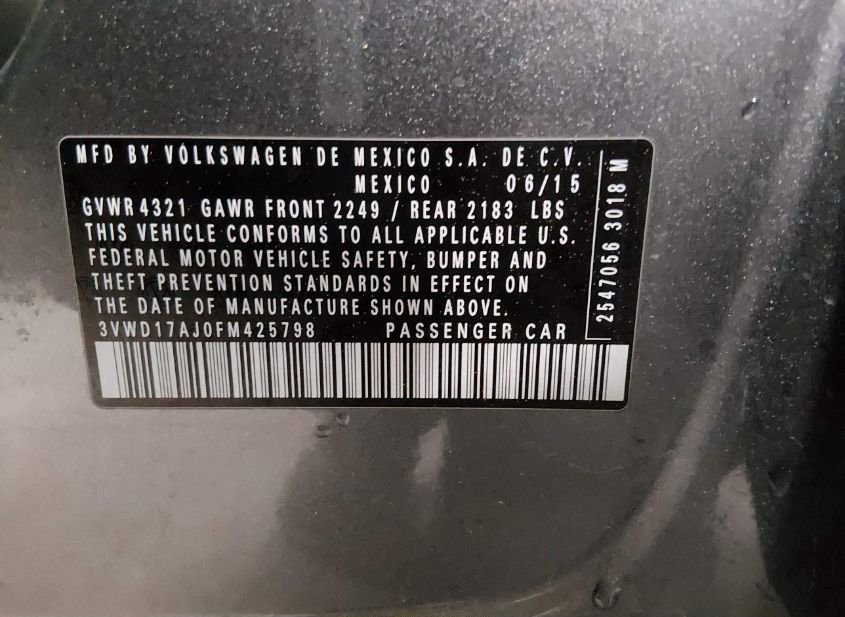 MFD BY VOLKSWAGEN DE MEXICO S.A. DE C.V.
MEXICO 06/15
GVWR 4321 GAWR FRONT 2249 / REAR 2183 LBS
THIS VEHICLE CONFORMS TO ALL APPLICABLE U.S.
FEDERAL MOTOR VEHICLE SAFETY, BUMPER AND
THEFT PREVENTION STANDARDS IN EFFECT ON
THE DATE OF MANUFACTURE SHOWN ABOVE.
3VWD17AJ0FM425798 PASSENGER CAR
2547056 3018 M